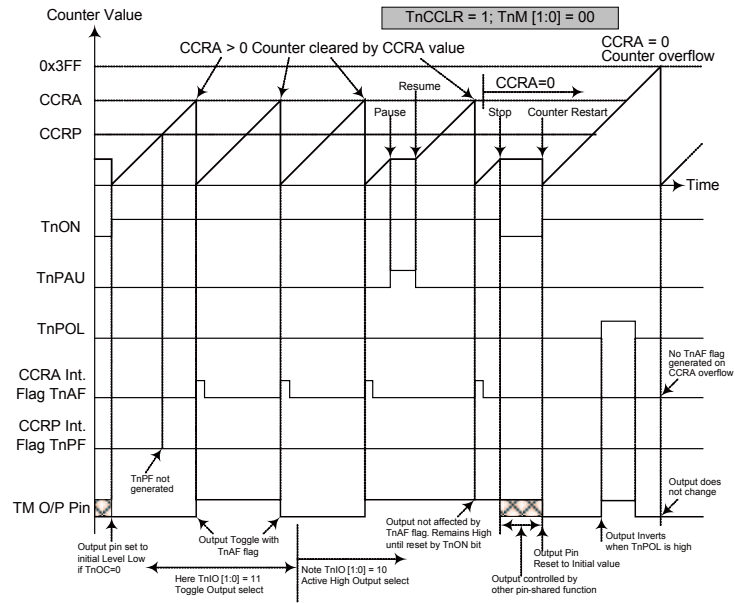 Counter Value
TnCCLR = 1; TnM [1:0] = 00
CCRA > 0 Counter cleared by CCRA value
CCRA = 0
Counter overflow
0x3FF
CCRA
CCRP
Resume
CCRA=0
Pause
Stop
Counter Restart
Time
TnON
TnPAU
TnPOL
CCRA Int.
Flag TnAF
No TnAF flag
generated on
CCRA overflow
CCRP Int.
Flag TnPF
TnPF not
generated
TM O/P Pin
Output does
not change
Output pin set to
initial Level Low
if TnOC=0
Output Toggle with
TnAF flag
Output not affected by
TnAF flag. Remains High
until reset by TnON bit
Output Pin
Reset to Initial value
Output Inverts
when TnPOL is high
Here TnIO [1:0] = 11
Toggle Output select
Note TnIO [1:0] = 10
Active High Output select
Output controlled by
other pin-shared function